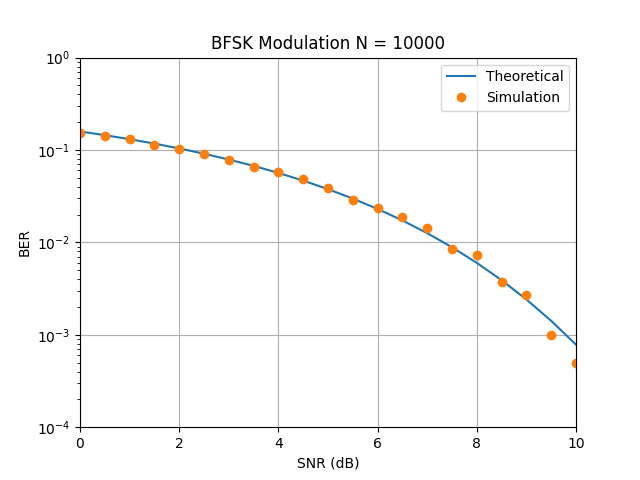 BFSK Modulation N = 10000
Theoretical
Simulation
BER
10^0
10^-1
10^-2
10^-3
10^-4
0 2 4 6 8 10
SNR (dB)